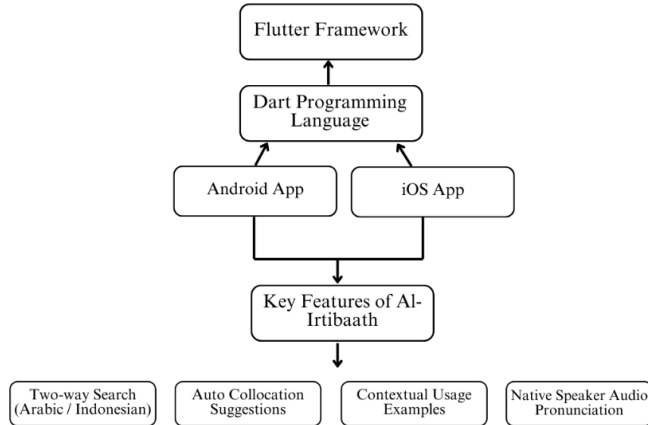 Flutter Framework
Dart Programming
Language
Android App
iOS App
Key Features of Al-
Irtibaath
Two-way Search
(Arabic / Indonesian)
Auto Collocation
Suggestions
Contextual Usage
Examples
Native Speaker Audio
Pronunciation